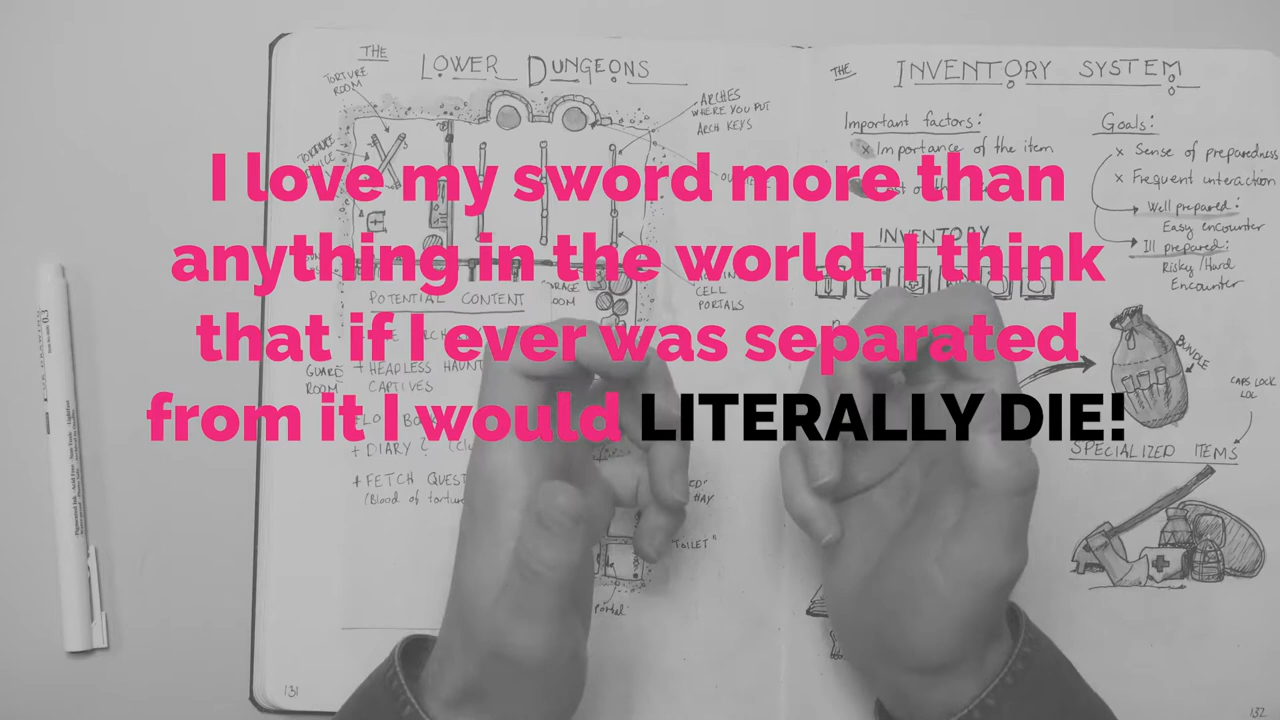 I love my sword more than
anything in the world. I think
that if I ever was separated
from it I would LITERALLY DIE!
THE
LOWER DUNGEONS
TORTURE
ROOM
TORTURE
ARCHES
WHERE YOU PUT
ARCH KEYS
CELL
PORTALS
POTENTIAL CONTENT
GUARD
ROOM
+ HEADLESS
CAPTIVES
+ DIARY ?
+ FETCH QUEST
(Blood of
TOILET"
Portal
131
THE
INVENTORY SYSTEM
Important factors:
x Importance of the item
INVENTORY
Goals:
x Sense of preparedness
x Frequent interaction
Well prepared:
Easy encounter
Ill prepared:
Risky/Hard
Encounter
BUNDLE
CAPS LOCK
LOL
SPECIALIZED ITEMS
132